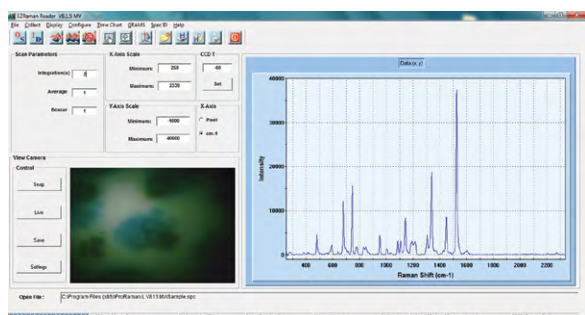 EZRaman Reader V8.1.5 MV
File Collect Display Configure Time Chart GRAMS Spec ID Help
Scan Parameters
Integration(s)
Average 1
Boxcar 1
X-Axis Scale
Minimum: 250
Maximum: 2330
CCD T
-60
Set
Y-Axis Scale
Minimum: -1000
Maximum: 40000
X-Axis
Pixel
cm-1
View Camera
Control
Snap
Live
Save
Settings
Data (x, y)
Intensity
40000
30000
20000
10000
0
400 600 800 1000 1200 1400 1600 1800 2000 2200
Raman Shift (cm-1)
Open File: